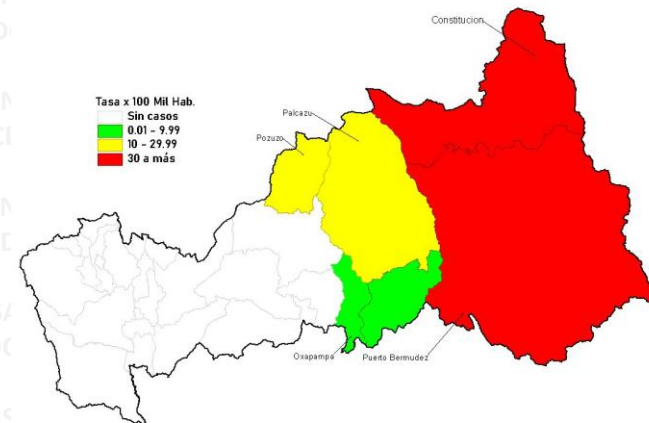 Constitucion
Tasa x 100 Mil Hab.
Sin casos
0.01 - 9.99
10 - 29.99
30 a más
Palcazu
Pozuzo
Oxapampa
Puerto Bermudez